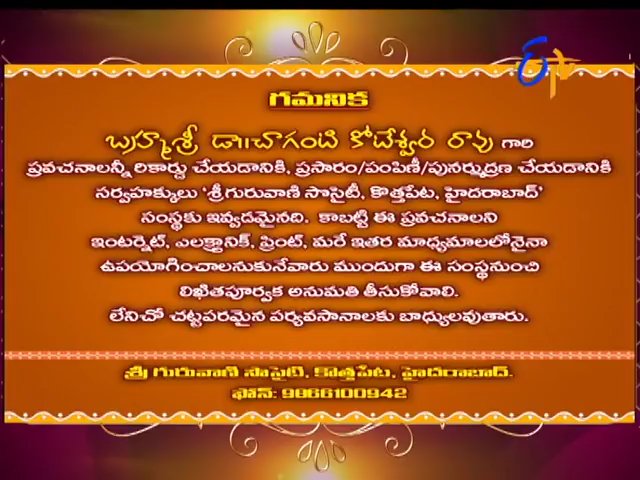 ETV
గమనిక
బ్రహ్మశ్రీ డా॥చాగంటి కోటేశ్వర రావు గారి
ప్రవచనాలన్నీ రికార్డు చేయడానికి, ప్రసారం/పంపిణీ/పునర్ముద్రణ చేయడానికి
సర్వహక్కులు 'శ్రీగురువాణి సొసైటీ, కొత్తపేట, హైదరాబాద్'
సంస్థకు ఇవ్వడమైనది. కాబట్టి ఈ ప్రవచనాలని
ఇంటర్నెట్, ఎలక్ట్రానిక్, ప్రింట్, మరే ఇతర మాధ్యమాలలోనైనా
ఉపయోగించాలనుకునేవారు ముందుగా ఈ సంస్థనుంచి
లిఖితపూర్వక అనుమతి తీసుకోవాలి.
లేనిచో చట్టపరమైన పర్యవసానాలకు బాధ్యులవుతారు.
శ్రీ గురువాణి సొసైటి, కొత్తపేట, హైదరాబాద్.
ఫోన్: 9866100942